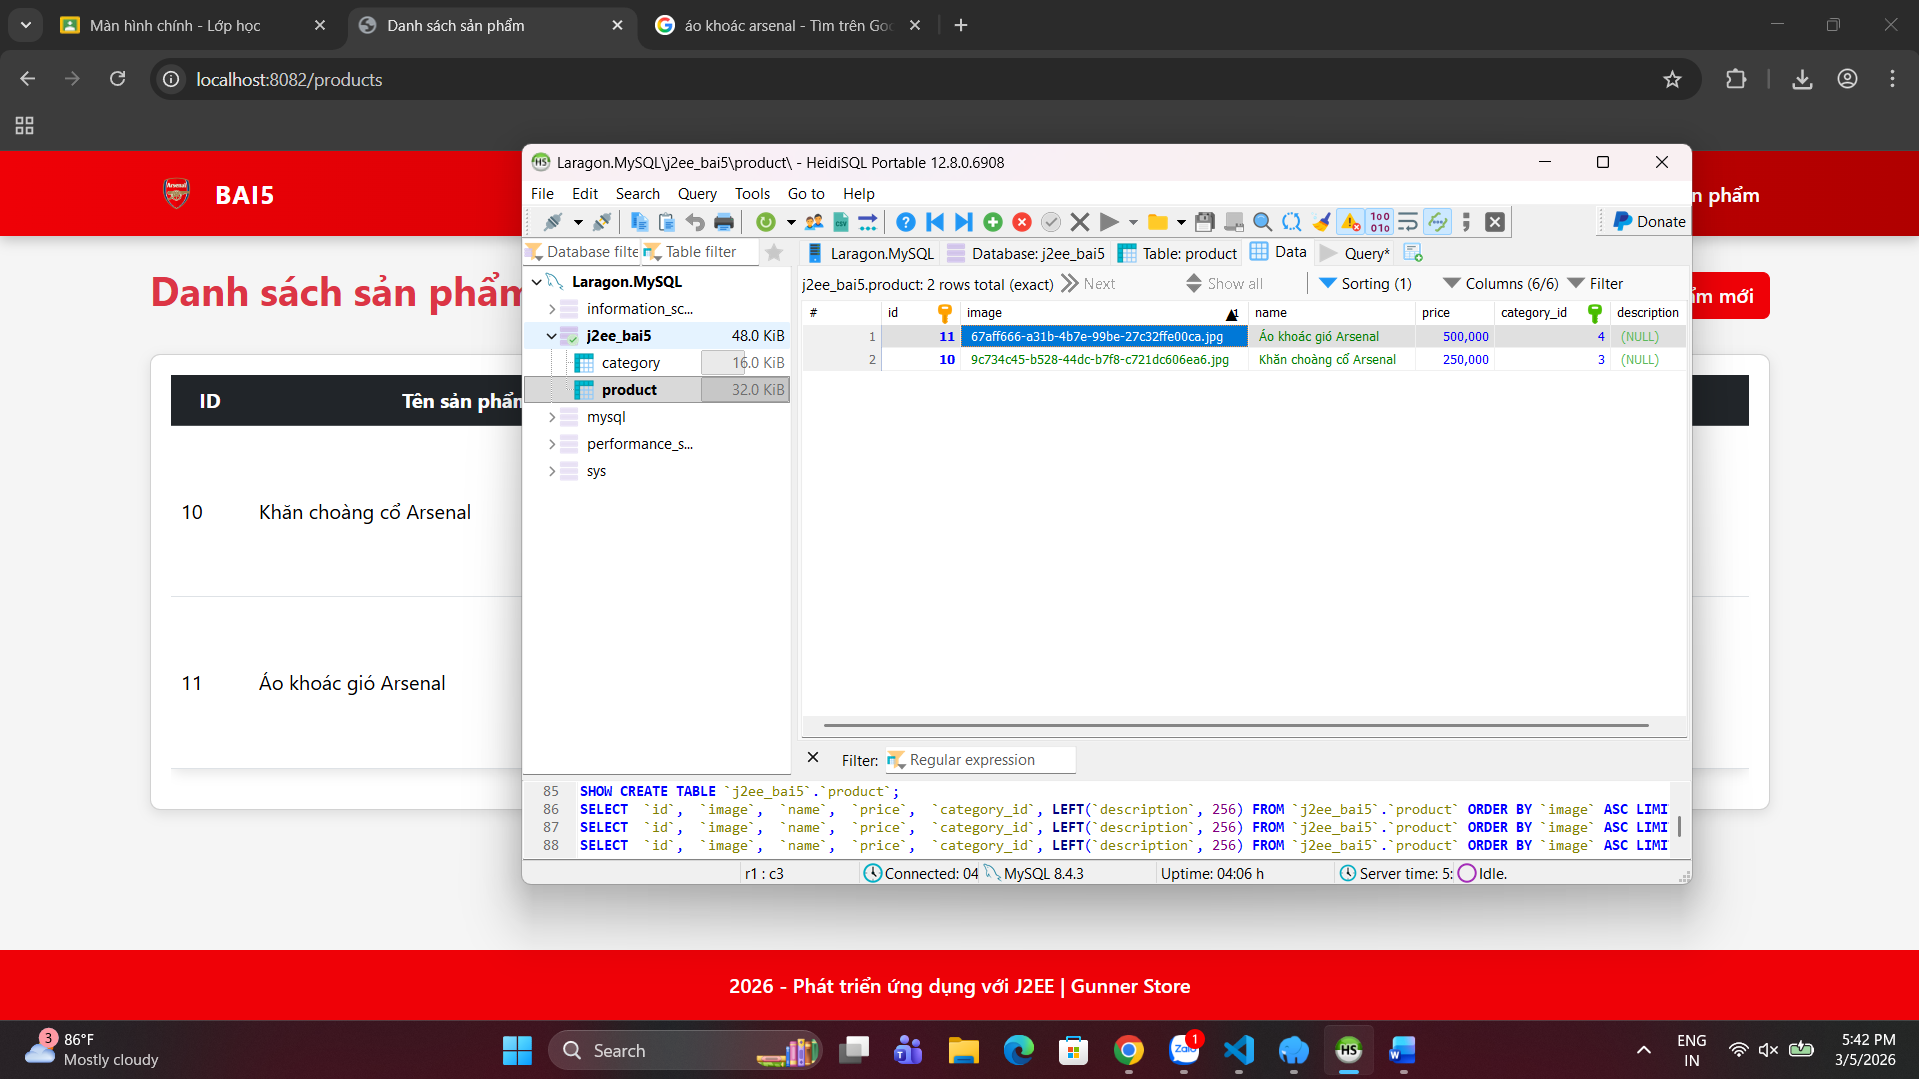 Màn hình chính - Lớp học
Danh sách sản phẩm
áo khoác arsenal - Tìm trên Goo
localhost:8082/products
BAI5
n phẩm
Danh sách sản phẩm
ẩm mới
ID
Tên sản phẩm
10
Khăn choàng cổ Arsenal
11
Áo khoác gió Arsenal
Laragon.MySQL\j2ee_bai5\product\ - HeidiSQL Portable 12.8.0.6908
File Edit Search Query Tools Go to Help
Donate
Database filte Table filter
Laragon.MySQL Database: j2ee_bai5 Table: product Data Query*
Laragon.MySQL
information_sc...
j2ee_bai5 48.0 KiB
category 16.0 KiB
product 32.0 KiB
mysql
performance_s...
sys
j2ee_bai5.product: 2 rows total (exact) Next Show all Sorting (1) Columns (6/6) Filter
# id image 1 name price category_id description
1 11 67aff666-a31b-4b7e-99be-27c32ffe00ca.jpg Áo khoác gió Arsenal 500,000 4 (NULL)
2 10 9c734c45-b528-44dc-b7f8-c721dc606ea6.jpg Khăn choàng cổ Arsenal 250,000 3 (NULL)
Filter: Regular expression
85 SHOW CREATE TABLE `j2ee_bai5`.`product`;
86 SELECT `id`, `image`, `name`, `price`, `category_id`, LEFT(`description`, 256) FROM `j2ee_bai5`.`product` ORDER BY `image` ASC LIMI
87 SELECT `id`, `image`, `name`, `price`, `category_id`, LEFT(`description`, 256) FROM `j2ee_bai5`.`product` ORDER BY `image` ASC LIMI
88 SELECT `id`, `image`, `name`, `price`, `category_id`, LEFT(`description`, 256) FROM `j2ee_bai5`.`product` ORDER BY `image` ASC LIMI
r1 : c3 Connected: 04 MySQL 8.4.3 Uptime: 04:06 h Server time: 5: Idle.
2026 - Phát triển ứng dụng với J2EE | Gunner Store
3
86°F
Mostly cloudy
Search
Zalo
1
HS
ENG
IN
5:42 PM
3/5/2026